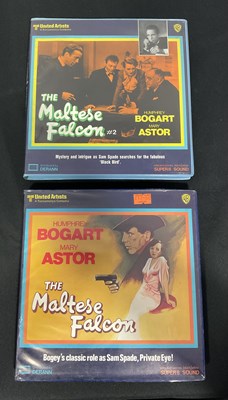 United Artists
THE
Maltese
Falcon #2
HUMPHREY
BOGART
MARY
ASTOR
Mystery and Intrigue as Sam Spade searches for the fabulous
'Black Bird'.
SUPER 8 SOUND
United Artists
HUMPHREY
BOGART
MARY
ASTOR
THE
Maltese
Falcon
Bogey's classic role as Sam Spade, Private Eye!
SUPER 8 SOUND